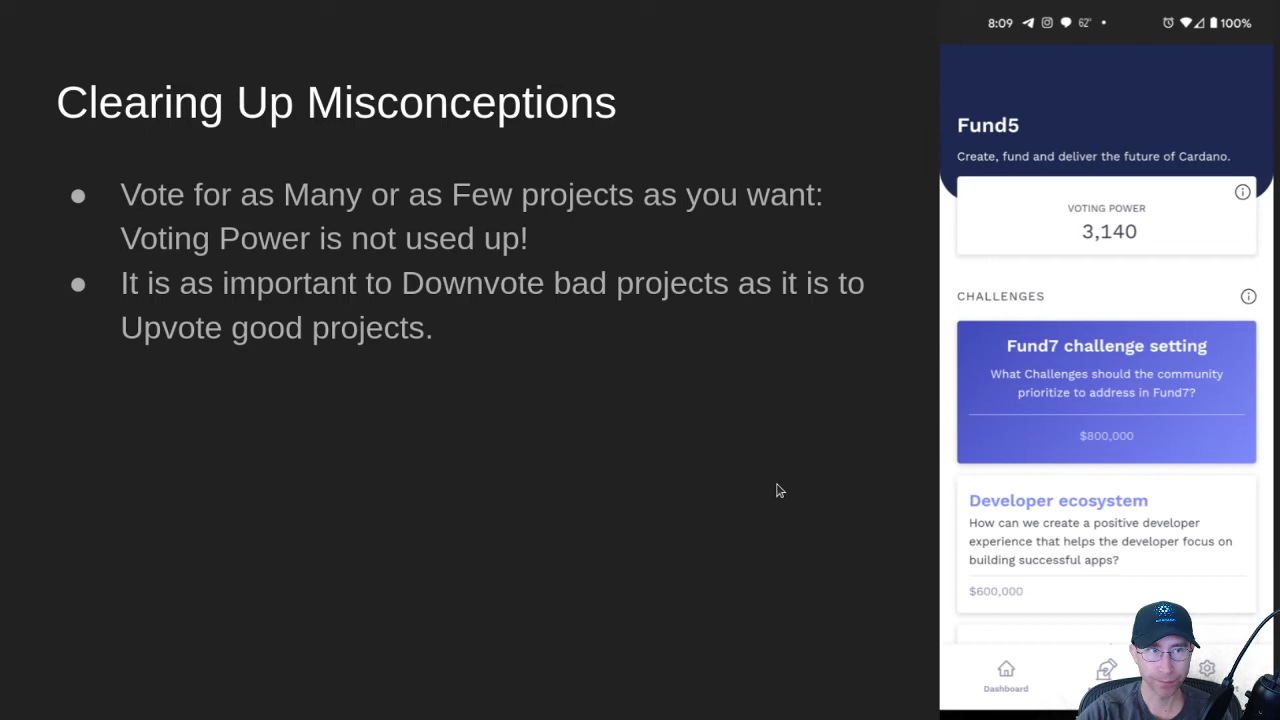 Clearing Up Misconceptions
● Vote for as Many or as Few projects as you want:
Voting Power is not used up!
● It is as important to Downvote bad projects as it is to
Upvote good projects.
8:09
62°
100%
Fund5
Create, fund and deliver the future of Cardano.
VOTING POWER
3,140
CHALLENGES
Fund7 challenge setting
What Challenges should the community
prioritize to address in Fund7?
$800,000
Developer ecosystem
How can we create a positive developer
experience that helps the developer focus on
building successful apps?
$600,000
Dashboard